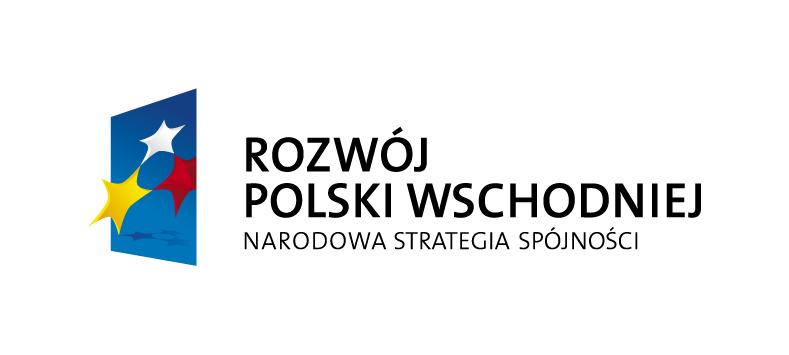 ROZWÓJ
POLSKI WSCHODNIEJ
NARODOWA STRATEGIA SPÓJNOŚCI